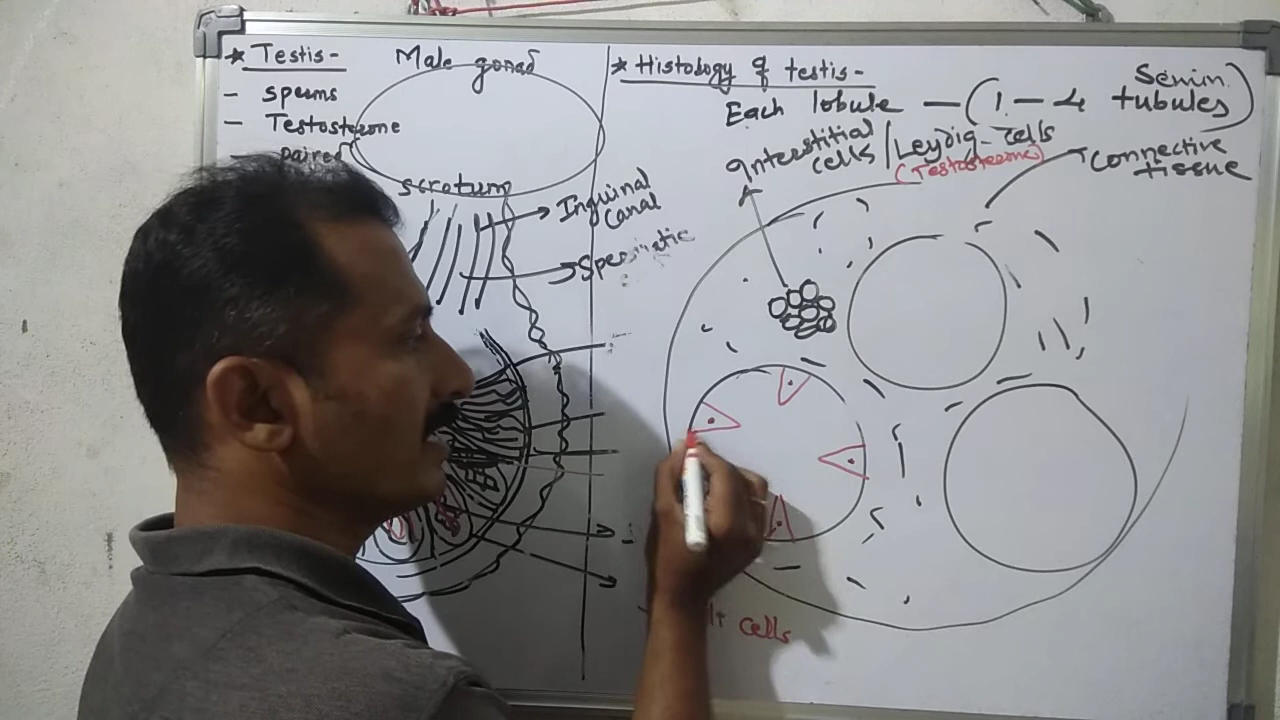 * Testis-
Male gonad
- sperms
- Testosterone
- paired
scrotum
Inguinal
Canal
* Histology of testis-
Each lobule — (1 - 4 Semin.
tubules)
Interstitial
cells / Leydig cells
(Testosterone)
Connective
tissue
cells